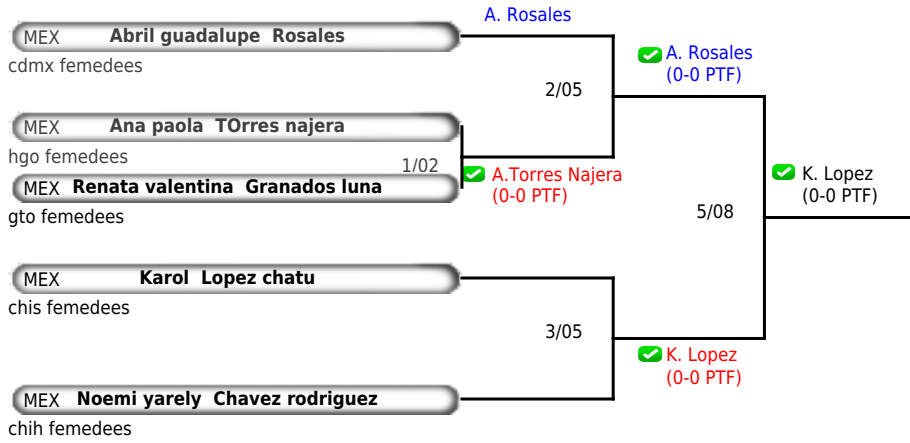 A. Rosales
MEX Abril guadalupe Rosales
cdmx femedees
A. Rosales
(0-0 PTF)
2/05
MEX Ana paola TOrres najera
hgo femedees
1/02
A.Torres Najera
(0-0 PTF)
MEX Renata valentina Granados luna
gto femedees
K. Lopez
(0-0 PTF)
5/08
MEX Karol Lopez chatu
chis femedees
3/05
K. Lopez
(0-0 PTF)
MEX Noemi yarely Chavez rodriguez
chih femedees